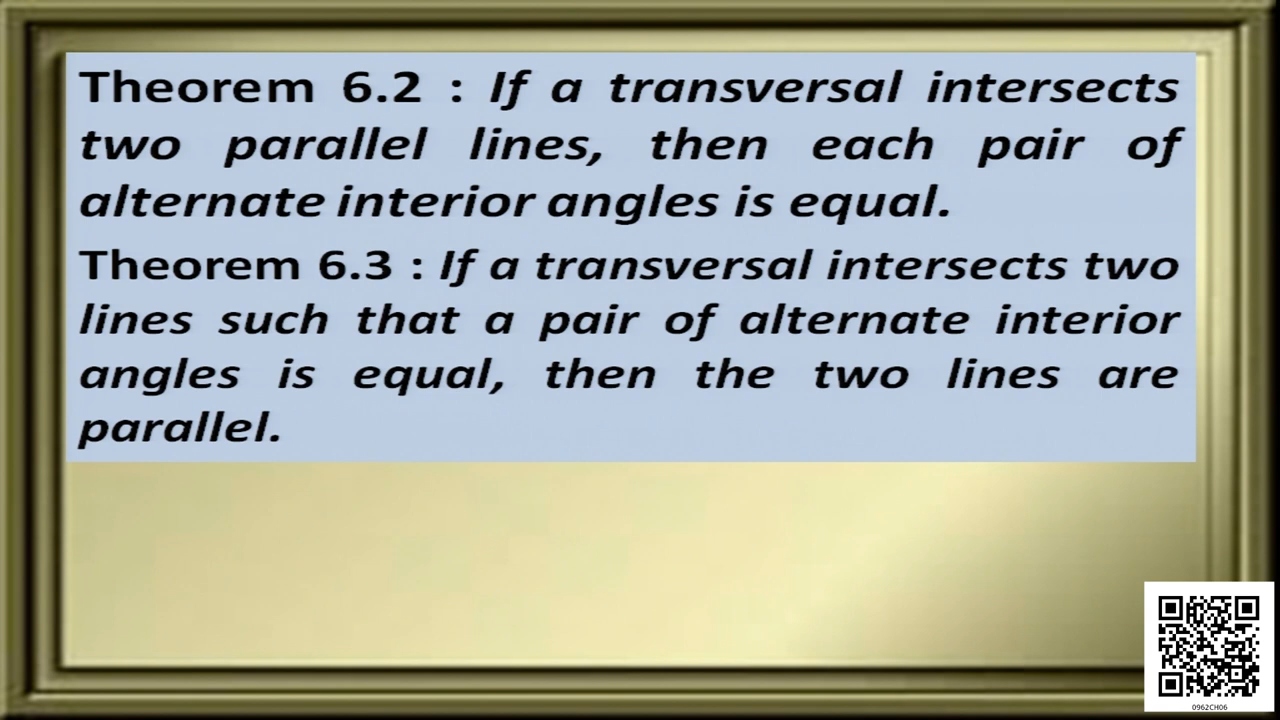 Theorem 6.2 : If a transversal intersects
two parallel lines, then each pair of
alternate interior angles is equal.
Theorem 6.3 : If a transversal intersects two
lines such that a pair of alternate interior
angles is equal, then the two lines are
parallel.
0962CH06